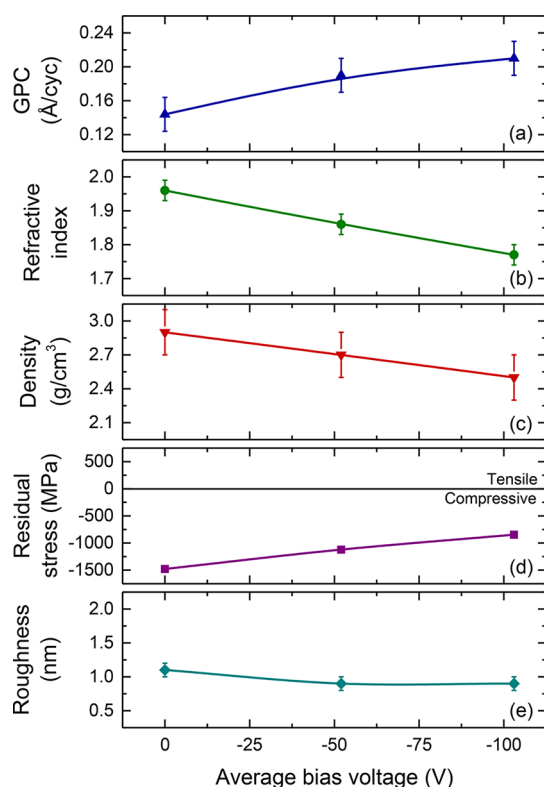 0.24
0.20
0.16
0.12
GPC
(Å/cyc)
(a)
2.0
1.9
1.8
1.7
Refractive
index
(b)
3.0
2.7
2.4
2.1
Density
(g/cm³)
(c)
500
0
-500
-1000
-1500
Residual
stress (MPa)
Tensile
Compressive
(d)
2.0
1.5
1.0
0.5
Roughness
(nm)
(e)
0 -25 -50 -75 -100
Average bias voltage (V)